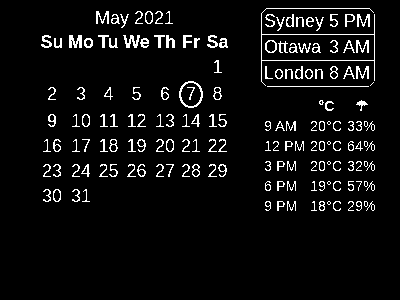 May 2021
Su Mo Tu We Th Fr Sa
1
2 3 4 5 6 7 8
9 10 11 12 13 14 15
16 17 18 19 20 21 22
23 24 25 26 27 28 29
30 31
Sydney 5 PM
Ottawa 3 AM
London 8 AM
°C ☂
9 AM 20°C 33%
12 PM 20°C 64%
3 PM 20°C 32%
6 PM 19°C 57%
9 PM 18°C 29%